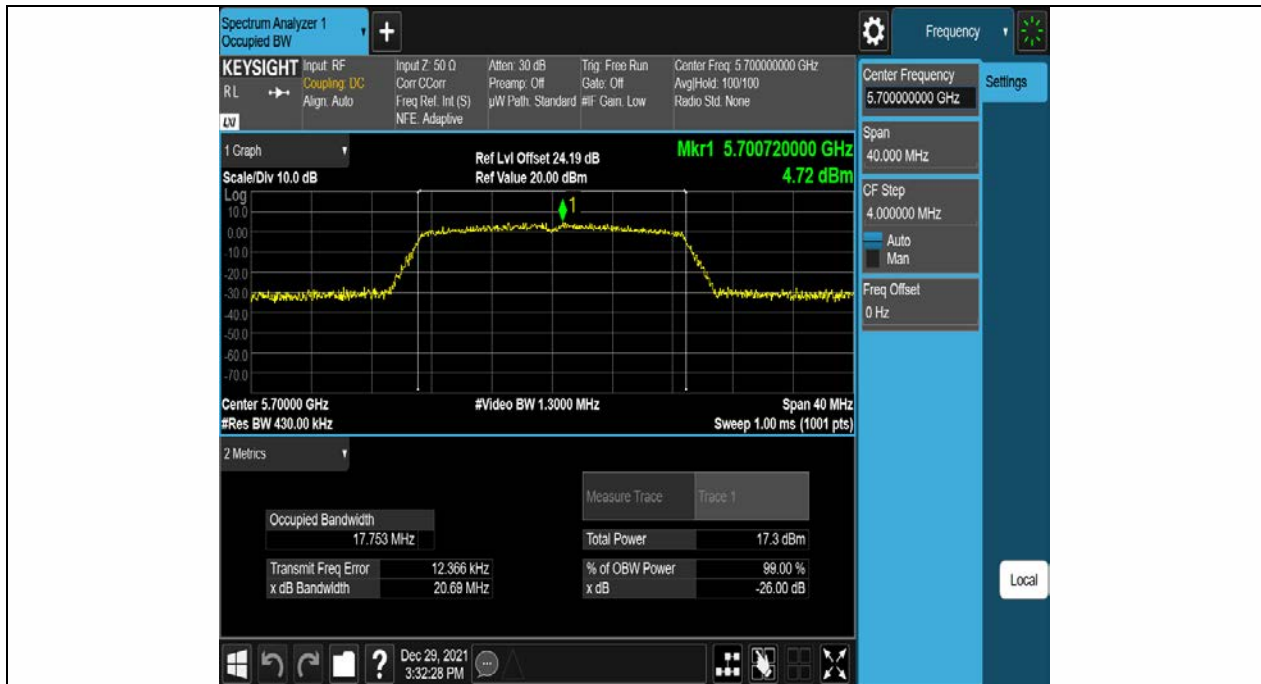 Spectrum Analyzer 1
Occupied BW
+
Frequency
KEYSIGHT
RL
LXI
Input: RF
Coupling: DC
Align: Auto
Input Z: 50 Ω
Corr CCorr
Freq Ref: Int (S)
NFE: Adaptive
Atten: 30 dB
Preamp: Off
µW Path: Standard
Trig: Free Run
Gate: Off
#IF Gain: Low
Center Freq: 5.700000000 GHz
Avg|Hold: 100/100
Radio Std: None
Center Frequency
5.700000000 GHz
Settings
Span
40.000 MHz
CF Step
4.000000 MHz
Auto
Man
Freq Offset
0 Hz
Local
1 Graph
Scale/Div 10.0 dB
Ref Lvl Offset 24.19 dB
Ref Value 20.00 dBm
Mkr1 5.700720000 GHz
4.72 dBm
Log
10.0
0.00
-10.0
-20.0
-30.0
-40.0
-50.0
-60.0
-70.0
1
Center 5.70000 GHz
#Res BW 430.00 kHz
#Video BW 1.3000 MHz
Span 40 MHz
Sweep 1.00 ms (1001 pts)
2 Metrics
Measure Trace Trace 1
Occupied Bandwidth
17.753 MHz
Total Power 17.3 dBm
Transmit Freq Error 12.366 kHz
% of OBW Power 99.00 %
x dB Bandwidth 20.69 MHz
x dB -26.00 dB
?
Dec 29, 2021
3:32:28 PM